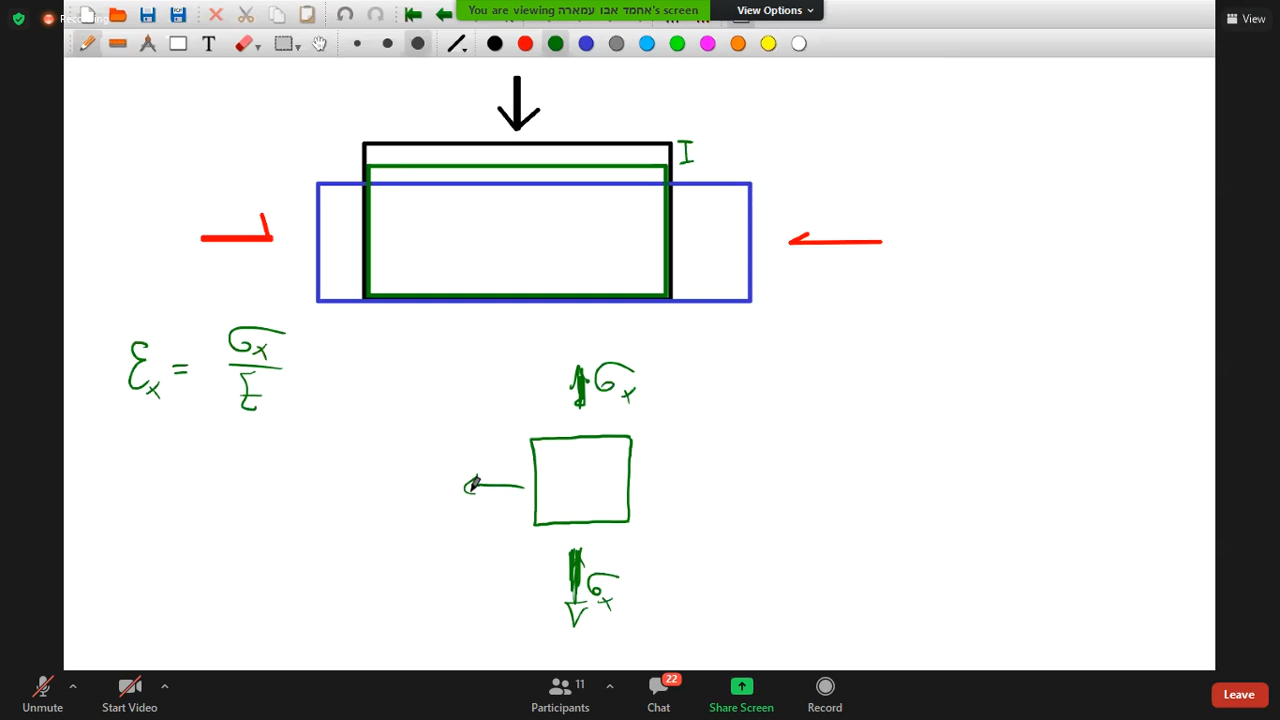 Recording
You are viewing אחמד אבו עמארה's screen
View Options
View
T
I
εx = σx / E
σx
σx
Unmute
Start Video
11
Participants
22
Chat
Share Screen
Record
Leave